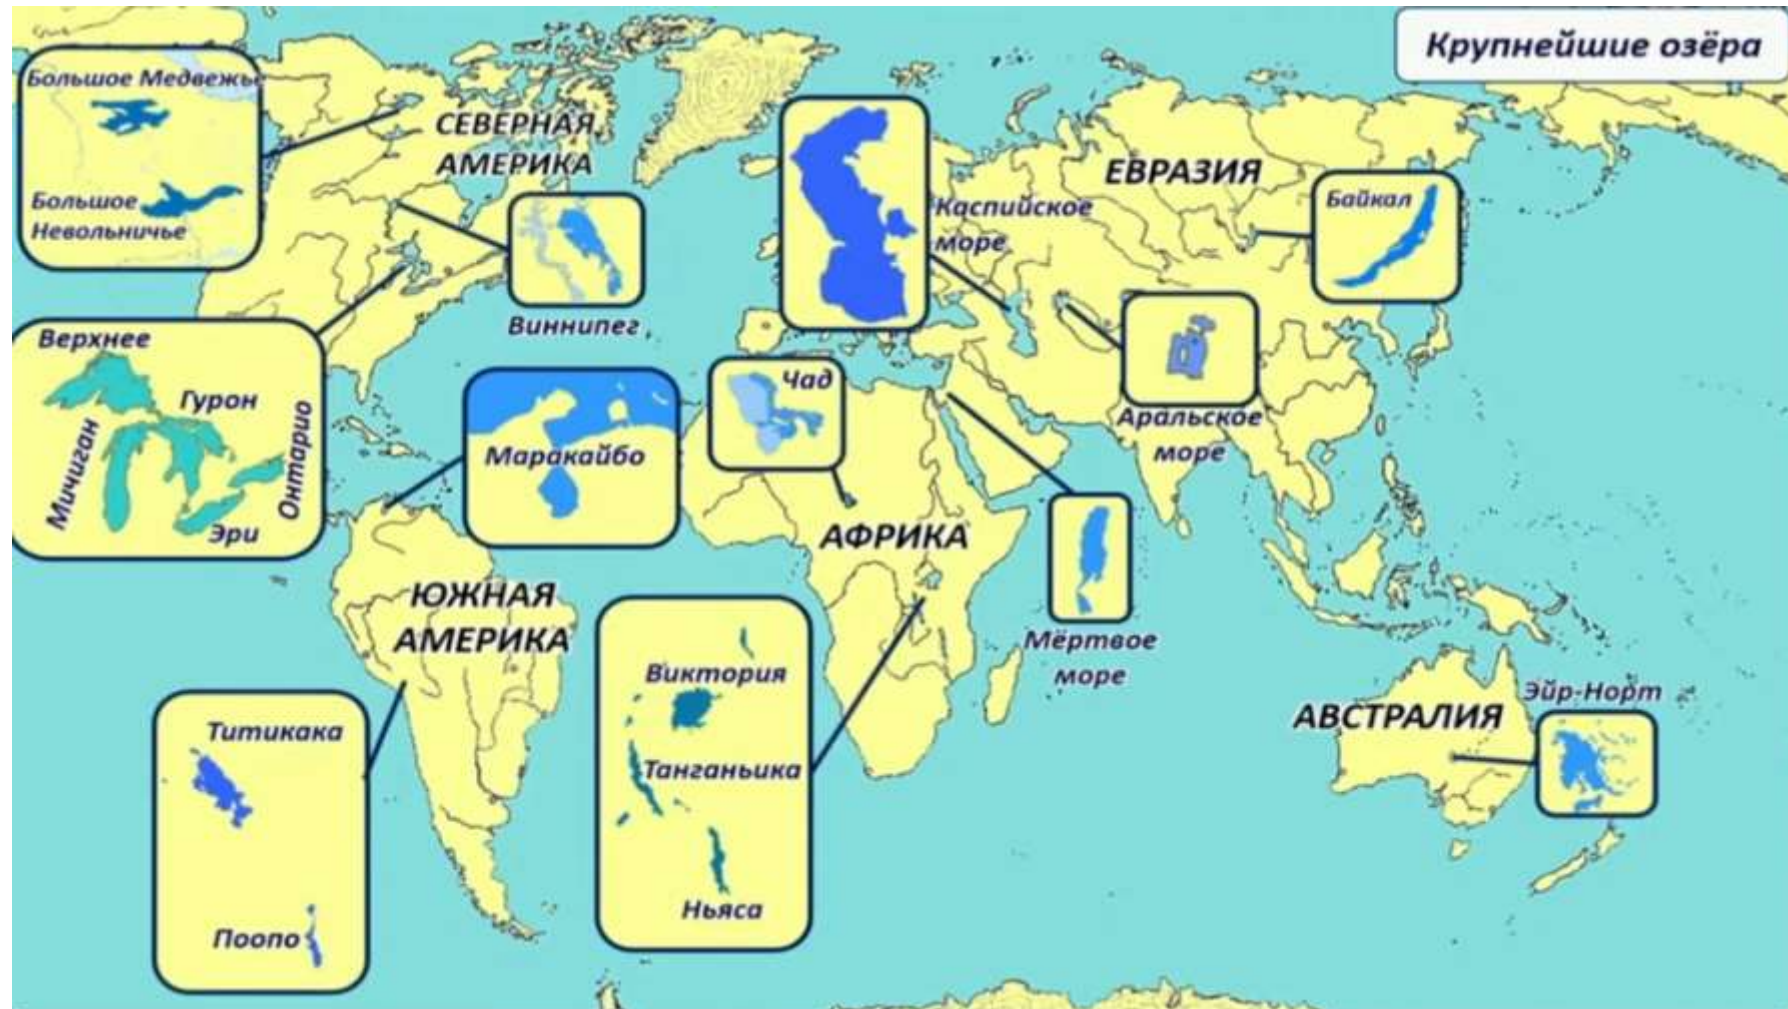 Крупнейшие озёра
Большое Медвежье
Большое
Невольничье
СЕВЕРНАЯ
АМЕРИКА
Виннипег
Верхнее
Гурон
Мичиган
Онтарио
Эри
Каспийское
море
ЕВРАЗИЯ
Байкал
Аральское
море
Маракайбо
Чад
АФРИКА
Мёртвое
море
ЮЖНАЯ
АМЕРИКА
Титикака
Поопо
Виктория
Танганьика
Ньяса
АВСТРАЛИЯ
Эйр-Норт